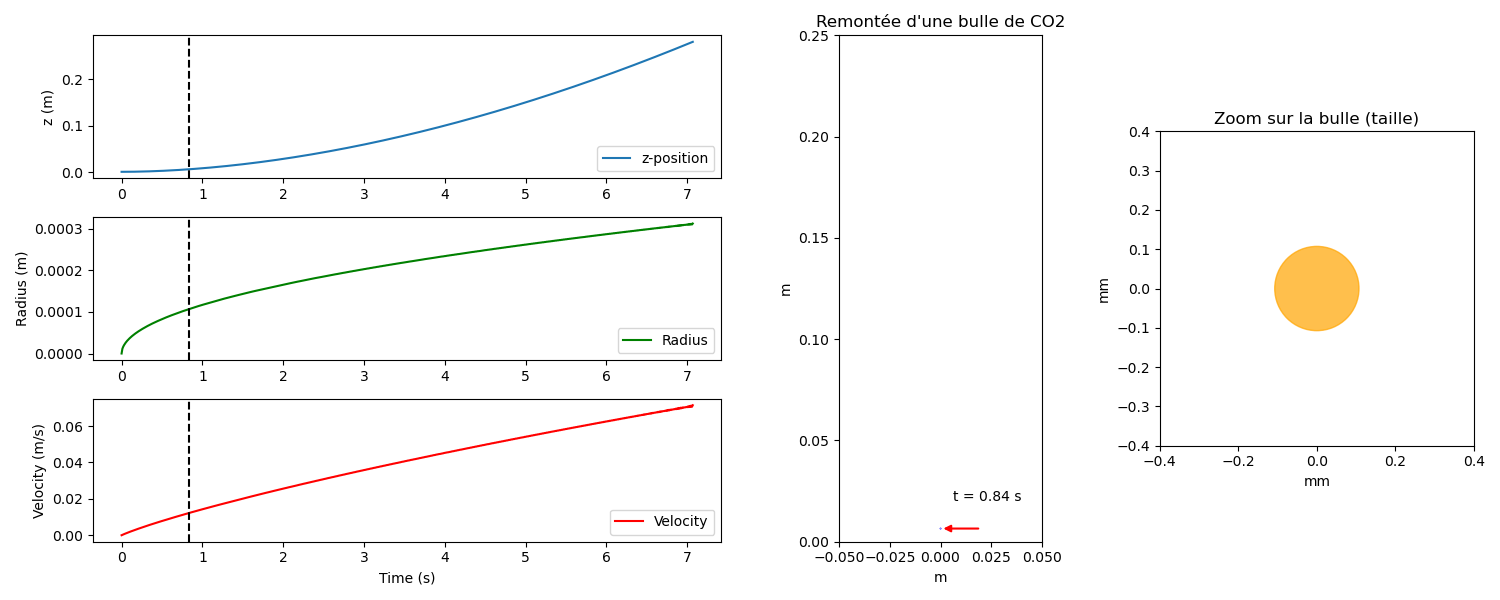 z (m)
0.2
0.1
0.0
z-position
0 1 2 3 4 5 6 7
Radius (m)
0.0003
0.0002
0.0001
0.0000
Radius
0 1 2 3 4 5 6 7
Velocity (m/s)
0.06
0.04
0.02
0.00
Velocity
0 1 2 3 4 5 6 7
Time (s)
Remontée d'une bulle de CO2
m
0.25
0.20
0.15
0.10
0.05
0.00
t = 0.84 s
−0.050 −0.025 0.000 0.025 0.050
m
Zoom sur la bulle (taille)
mm
0.4
0.3
0.2
0.1
0.0
−0.1
−0.2
−0.3
−0.4
−0.4 −0.2 0.0 0.2 0.4
mm